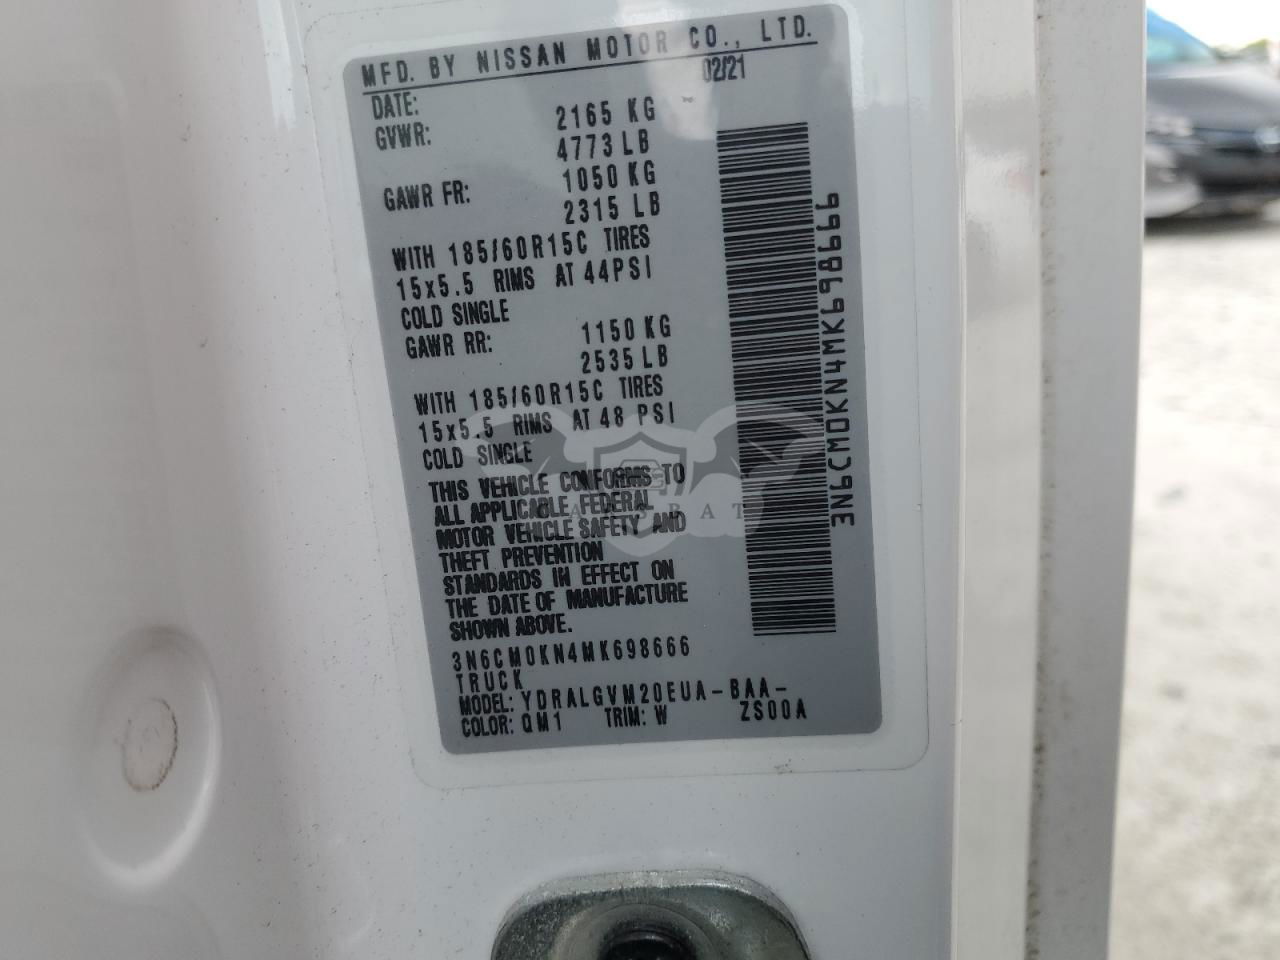 MFD. BY NISSAN MOTOR CO., LTD.
DATE: 02/21
GVWR: 2165 KG
4773 LB
GAWR FR: 1050 KG
2315 LB
WITH 185/60R15C TIRES
15x5.5 RIMS AT 44PSI
COLD SINGLE
GAWR RR: 1150 KG
2535 LB
WITH 185/60R15C TIRES
15x5.5 RIMS AT 48 PSI
COLD SINGLE
THIS VEHICLE CONFORMS TO
ALL APPLICABLE FEDERAL
MOTOR VEHICLE SAFETY AND
THEFT PREVENTION
STANDARDS IN EFFECT ON
THE DATE OF MANUFACTURE
SHOWN ABOVE.
3N6CM0KN4MK698666
TRUCK
MODEL: YDRALGVM20EUA-BAA-
COLOR: QM1 TRIM: W ZS00A
3N6CM0KN4MK698666